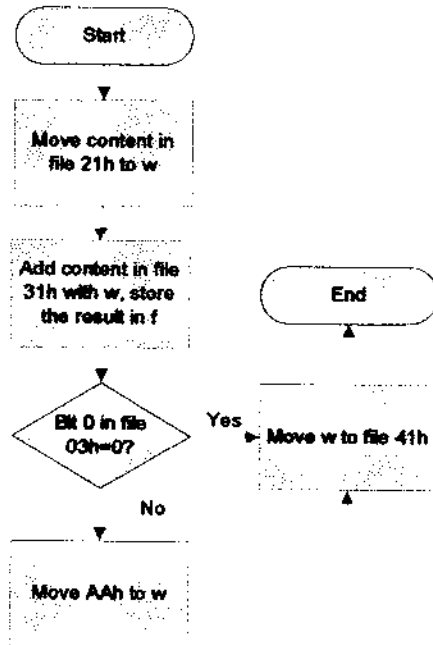 Start
Move content in
file 21h to w
Add content in file
31h with w, store
the result in f
End
Bit 0 in file
03h=0?
Yes
Move w to file 41h
No
Move AAh to w